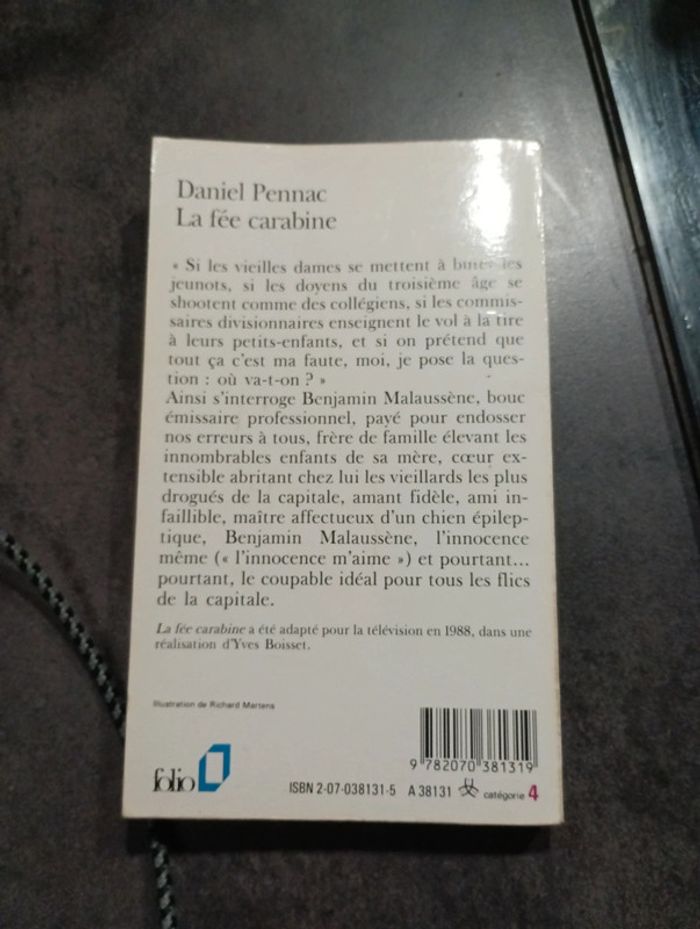 Daniel Pennac
La fée carabine
« Si les vieilles dames se mettent à buter les
jeunots, si les doyens du troisième âge se
shootent comme des collégiens, si les commis-
saires divisionnaires enseignent le vol à la tire
à leurs petits-enfants, et si on prétend que
tout ça c'est ma faute, moi, je pose la ques-
tion : où va-t-on ? »
Ainsi s'interroge Benjamin Malaussène, bouc
émissaire professionnel, payé pour endosser
nos erreurs à tous, frère de famille élevant les
innombrables enfants de sa mère, cœur ex-
tensible abritant chez lui les vieillards les plus
drogués de la capitale, amant fidèle, ami in-
faillible, maître affectueux d'un chien épilep-
tique, Benjamin Malaussène, l'innocence
même (« l'innocence m'aime ») et pourtant...
pourtant, le coupable idéal pour tous les flics
de la capitale.
La fée carabine a été adapté pour la télévision en 1988, dans une
réalisation d'Yves Boisset.
Illustration de Richard Martens
9 782070 381319
folio
ISBN 2-07-038131-5 A 38131 catégorie 4